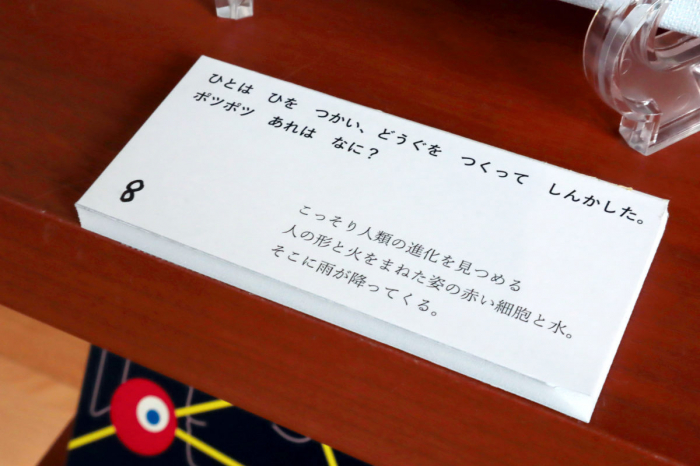 ひとは ひを つかい、どうぐを つくって しんかした。
ポツポツ あれは なに？
8
こっそり人類の進化を見つめる
人の形と火をまねた姿の赤い細胞と水。
そこに雨が降ってくる。